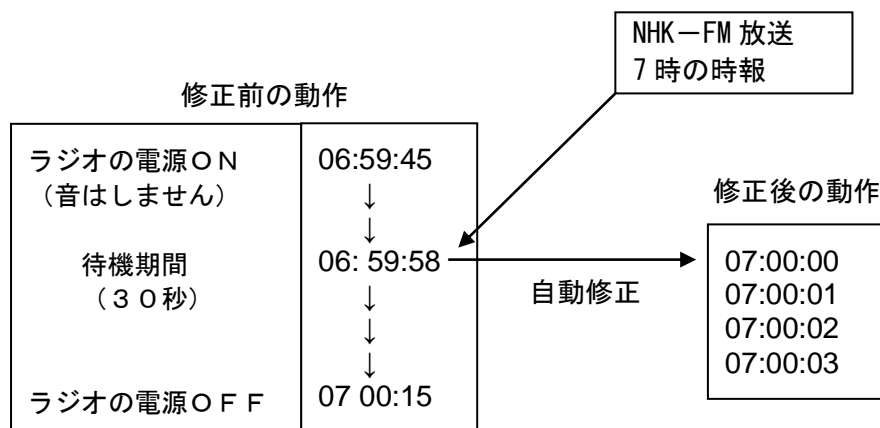 NHK－FM 放送
7 時の時報
修正前の動作
ラジオの電源ＯＮ
（音はしません）
06:59:45
↓
↓
待機期間
（３０秒）
06: 59:58
↓
↓
↓
ラジオの電源ＯＦＦ
07 00:15
自動修正
修正後の動作
07:00:00
07:00:01
07:00:02
07:00:03